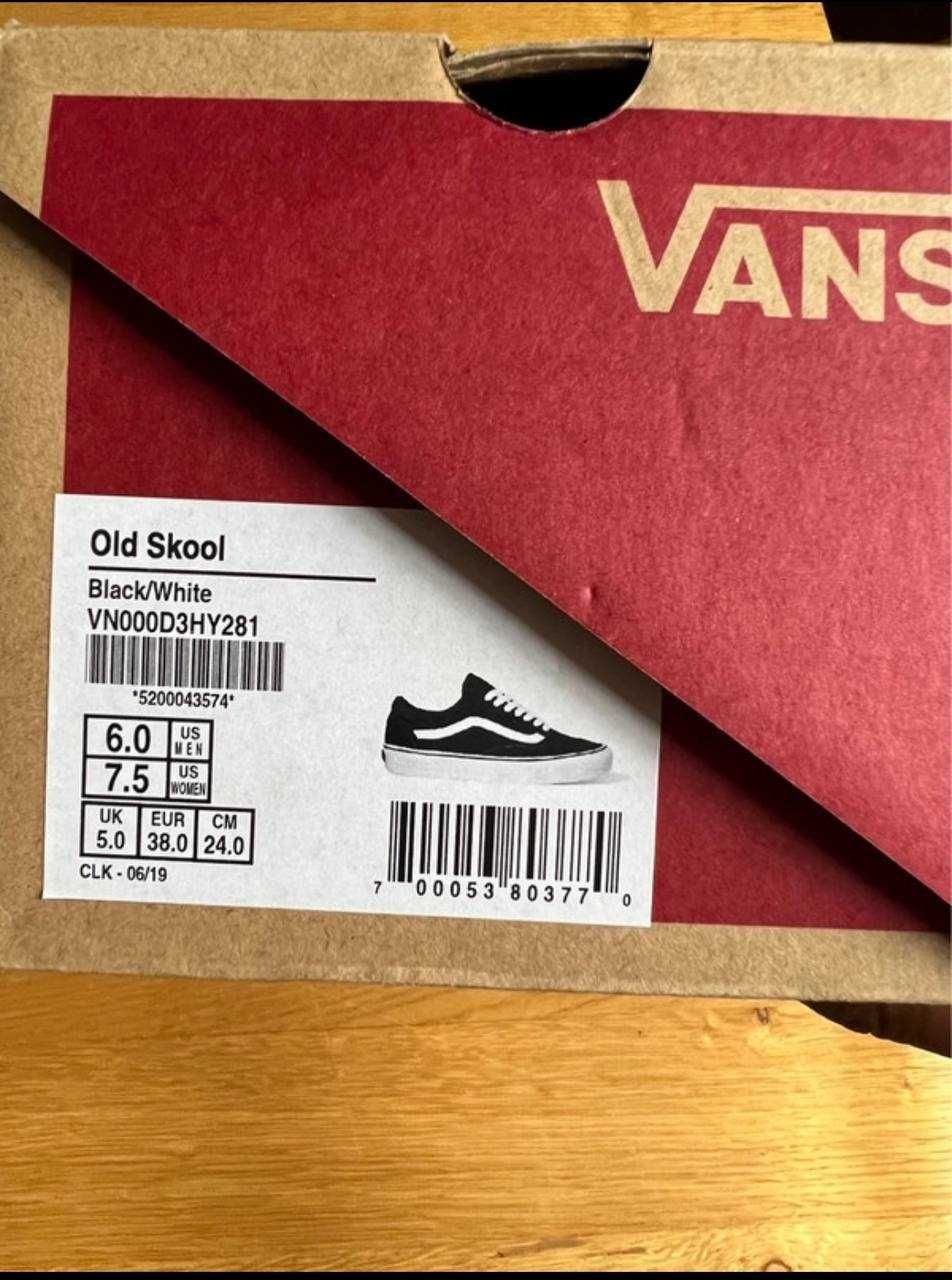 VANS
Old Skool
Black/White
VN000D3HY281
*5200043574*
6.0 US MEN
7.5 US WOMEN
UK EUR CM
5.0 38.0 24.0
CLK - 06/19
7 00053 80377 0